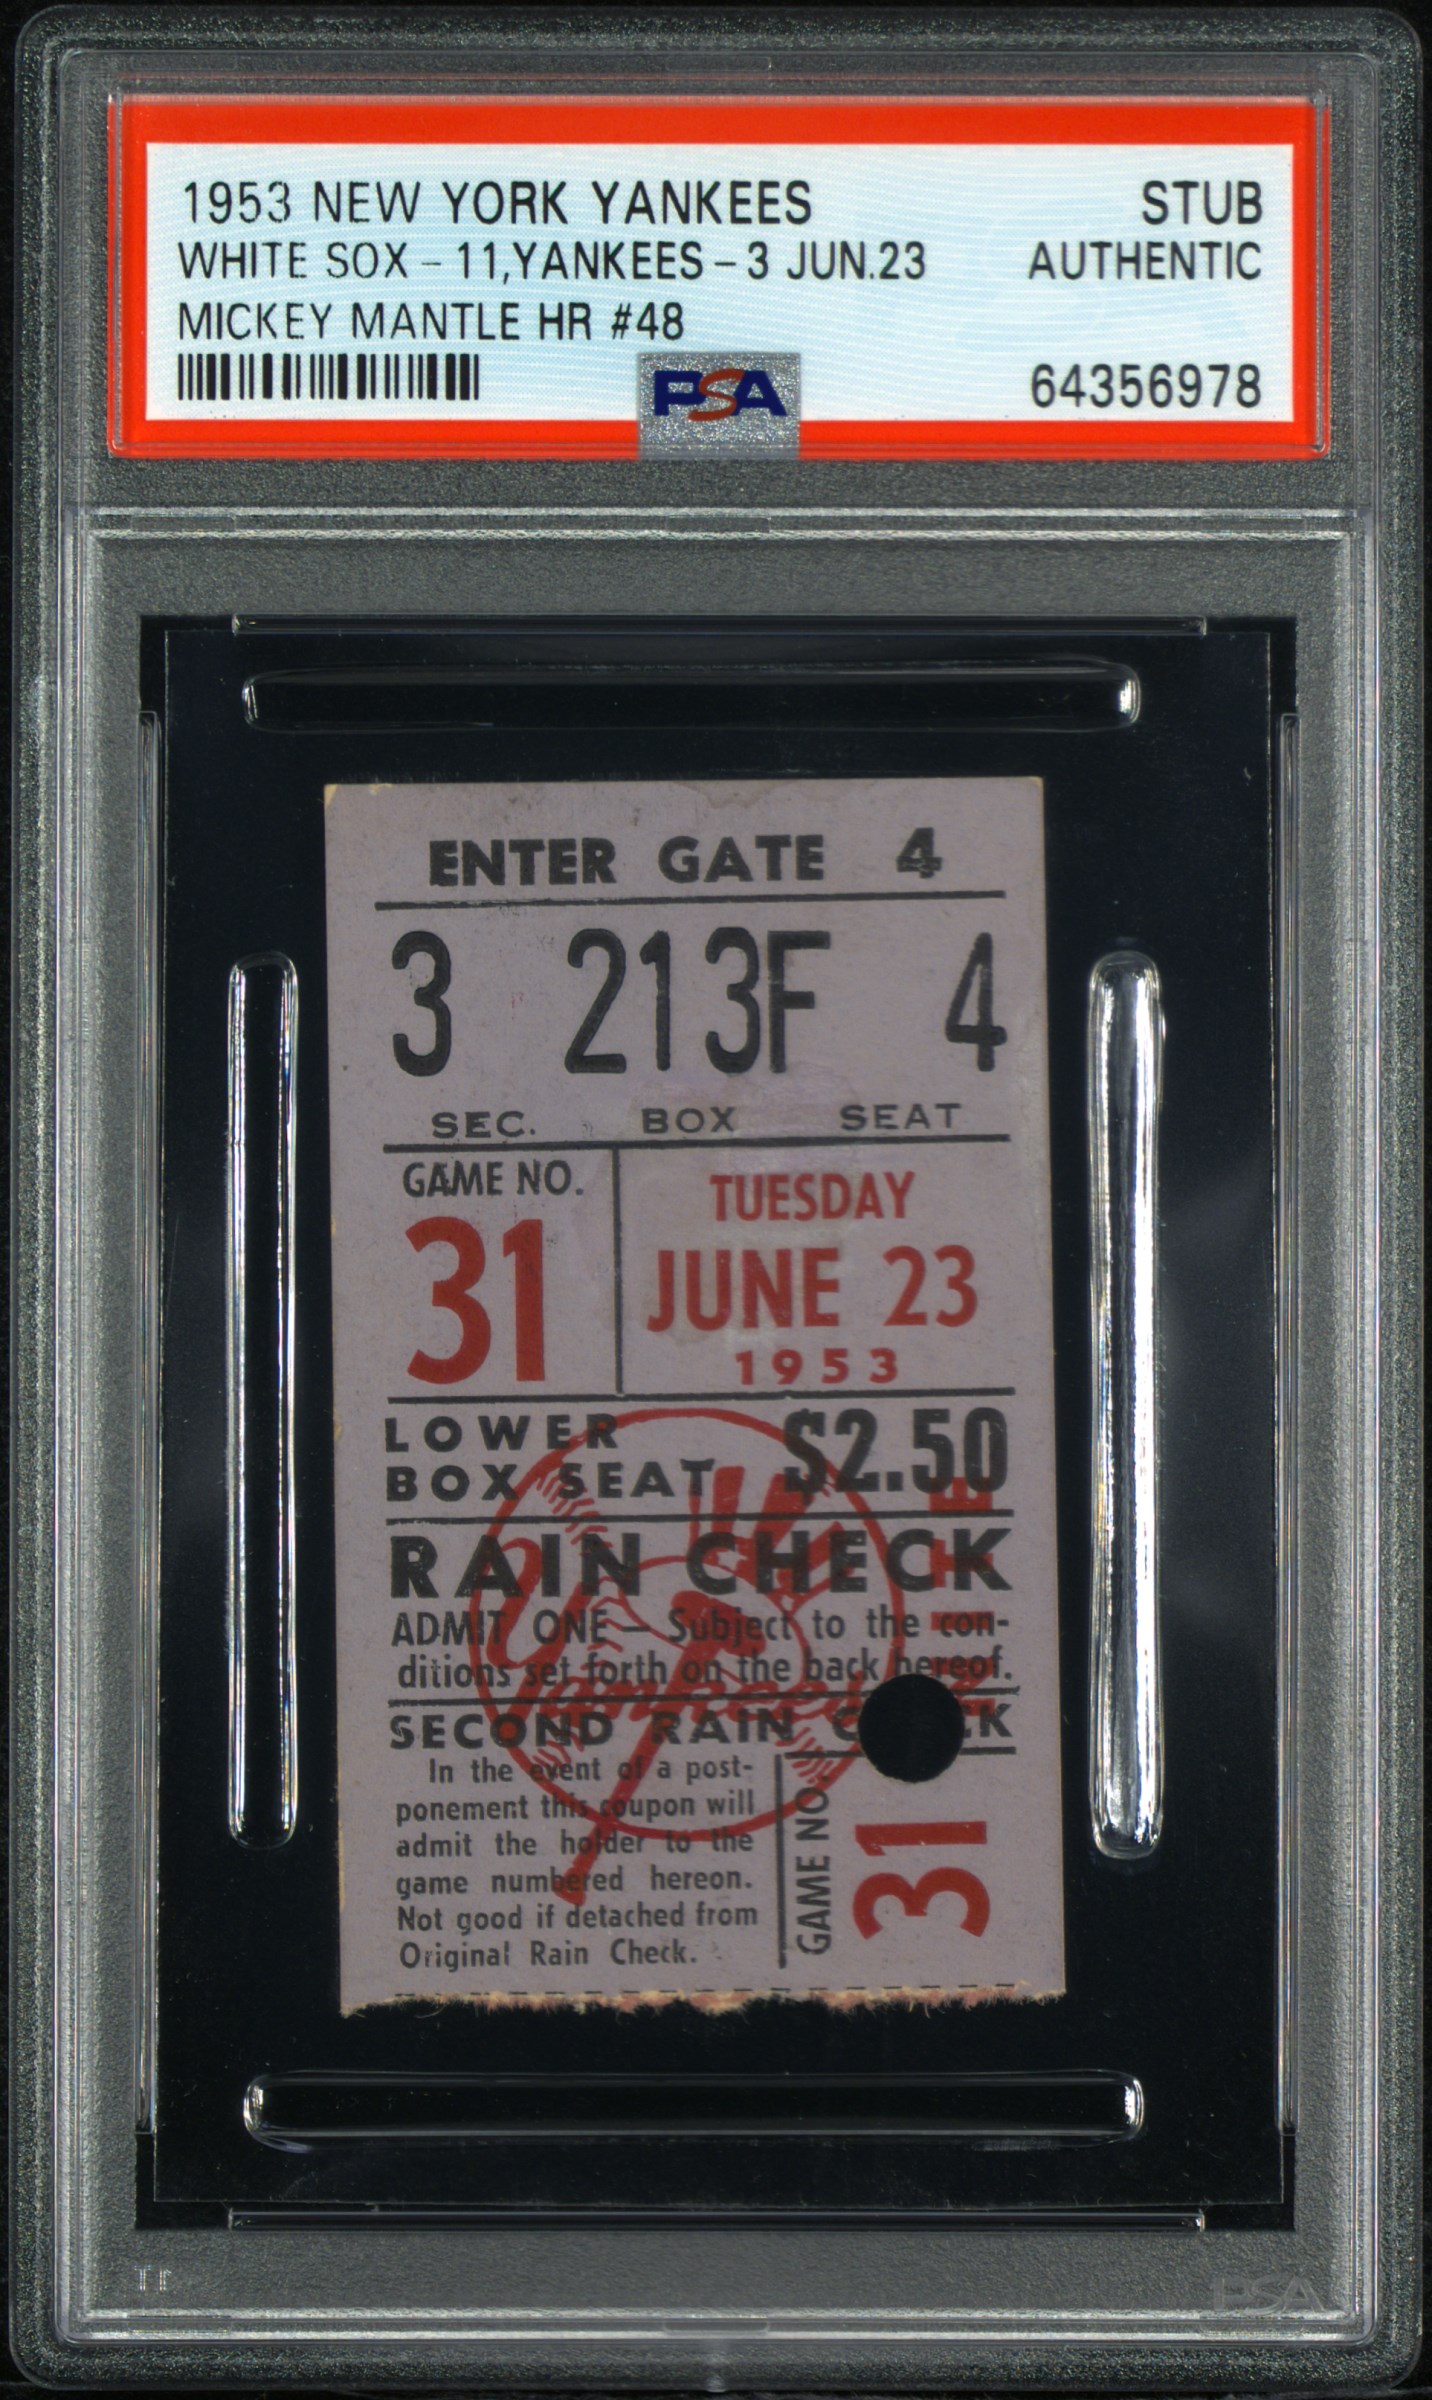 1953 NEW YORK YANKEES STUB
WHITE SOX - 11, YANKEES - 3 JUN.23 AUTHENTIC
MICKEY MANTLE HR #48
PSA 64356978
ENTER GATE 4
3 213F 4
SEC. BOX SEAT
GAME NO. TUESDAY
31 JUNE 23
1953
LOWER
BOX SEAT $2.50
RAIN CHECK
ADMIT ONE — Subject to the con-
ditions set forth on the back hereof.
Yankees
SECOND RAIN
In the event of a post-
ponement this coupon will
admit the holder to the
game numbered hereon.
Not good if detached from
Original Rain Check.
GAME NO. 31
PSA